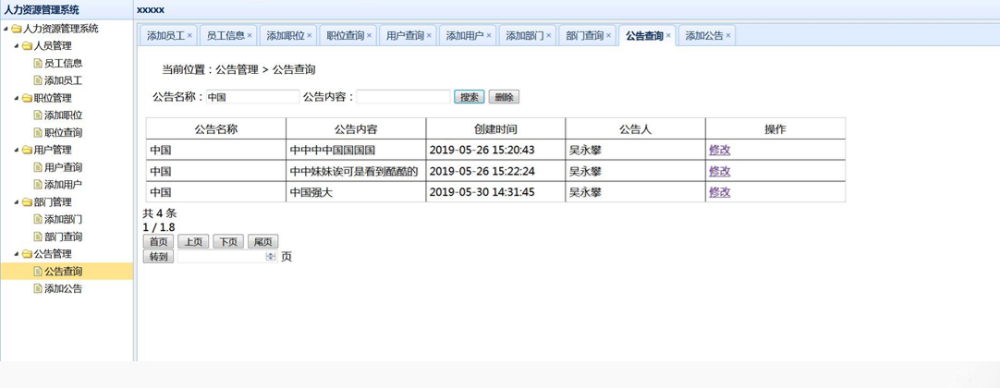 人力资源管理系统
xxxxx
人力资源管理系统
人员管理
员工信息
添加员工
职位管理
添加职位
职位查询
用户管理
用户查询
添加用户
部门管理
添加部门
部门查询
公告管理
公告查询
添加公告
添加员工 × 员工信息 × 添加职位 × 职位查询 × 用户查询 × 添加用户 × 添加部门 × 部门查询 × 公告查询 × 添加公告 ×
当前位置：公告管理 > 公告查询
公告名称：中国 公告内容： 搜索 删除
公告名称 公告内容 创建时间 公告人 操作
中国 中中中中国国国国 2019-05-26 15:20:43 吴永攀 修改
中国 中中妹妹诶可是看到酷酷的 2019-05-26 15:22:24 吴永攀 修改
中国 中国强大 2019-05-30 14:31:45 吴永攀 修改
共 4 条
1 / 1.8
首页 上页 下页 尾页
转到 页